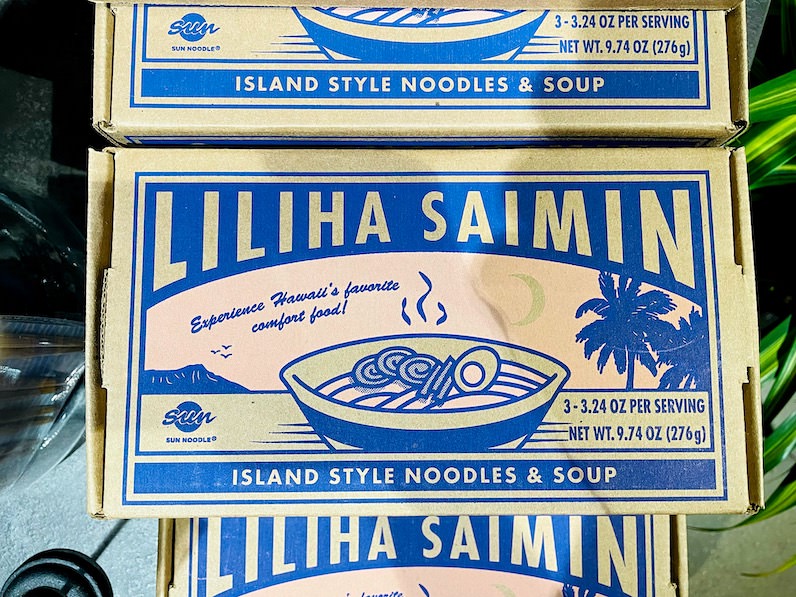 sun
SUN NOODLE®
3 - 3.24 OZ PER SERVING
NET WT. 9.74 OZ (276g)
ISLAND STYLE NOODLES & SOUP
LILIHA SAIMIN
Experience Hawaii's favorite
comfort food!
sun
SUN NOODLE®
3 - 3.24 OZ PER SERVING
NET WT. 9.74 OZ (276g)
ISLAND STYLE NOODLES & SOUP
LILIHA SAIMIN